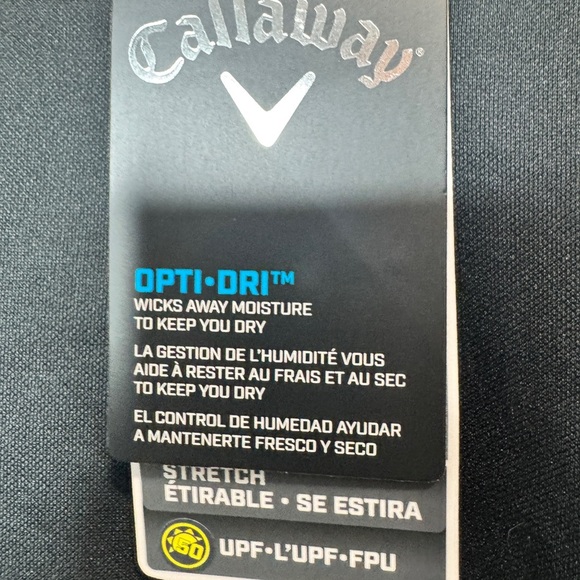 Callaway®
OPTI•DRI™
WICKS AWAY MOISTURE
TO KEEP YOU DRY
LA GESTION DE L'HUMIDITÉ VOUS
AIDE À RESTER AU FRAIS ET AU SEC
TO KEEP YOU DRY
EL CONTROL DE HUMEDAD AYUDAR
A MANTENERTE FRESCO Y SECO
STRETCH
ÉTIRABLE • SE ESTIRA
50 UPF•L'UPF•FPU